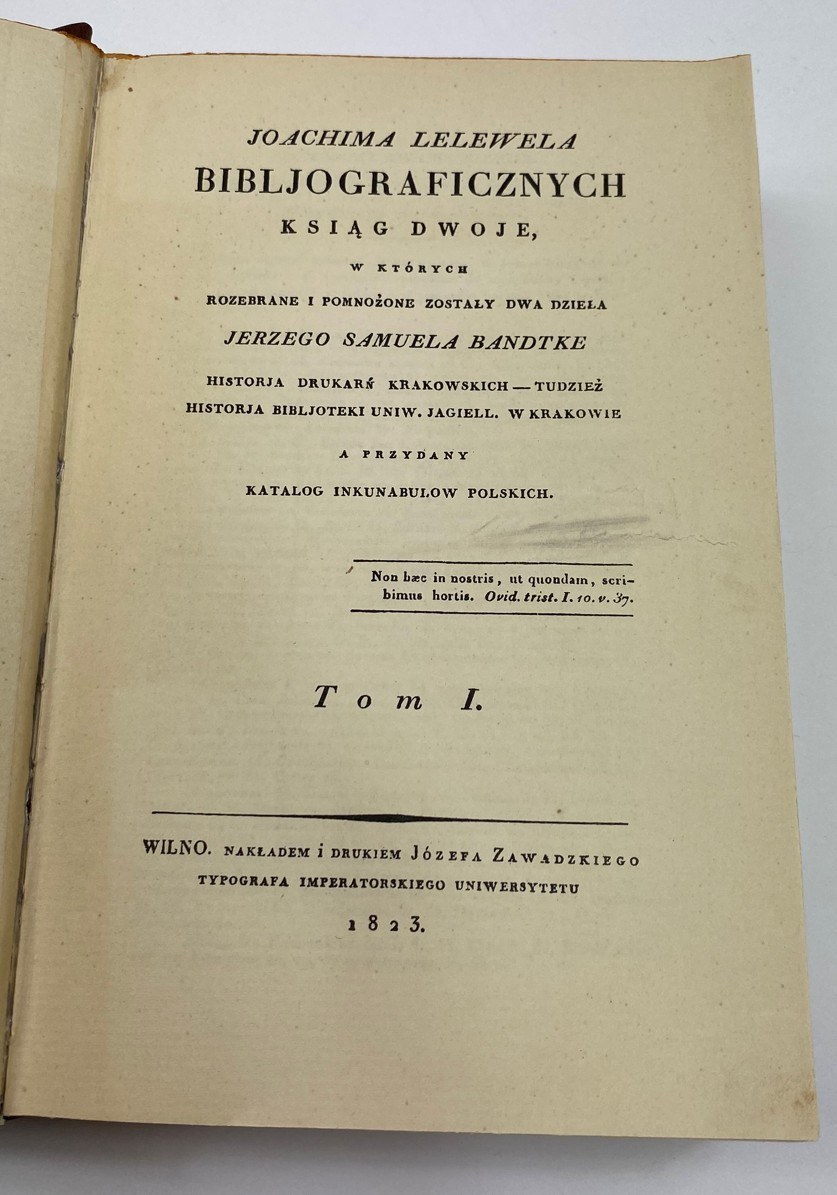 JOACHIMA LELEWELA
BIBLJOGRAFICZNYCH
KSIĄG DWOJE,
W KTÓRYCH
ROZEBRANE I POMNOŻONE ZOSTAŁY DWA DZIEŁA
JERZEGO SAMUELA BANDTKE
HISTORJA DRUKARŃ KRAKOWSKICH — TUDZIEŻ
HISTORJA BIBLJOTEKI UNIW. JAGIELL. W KRAKOWIE
A PRZYDANY
KATALOG INKUNABUŁOW POLSKICH.
Non hæc in nostris, ut quondam, scri-
bimus hortis. Ovid. trist. I. 10. v. 37.
Tom I.
WILNO. NAKŁADEM i DRUKIEM JÓZEFA ZAWADZKIEGO
TYPOGRAFA IMPERATORSKIEGO UNIWERSYTETU
1823.